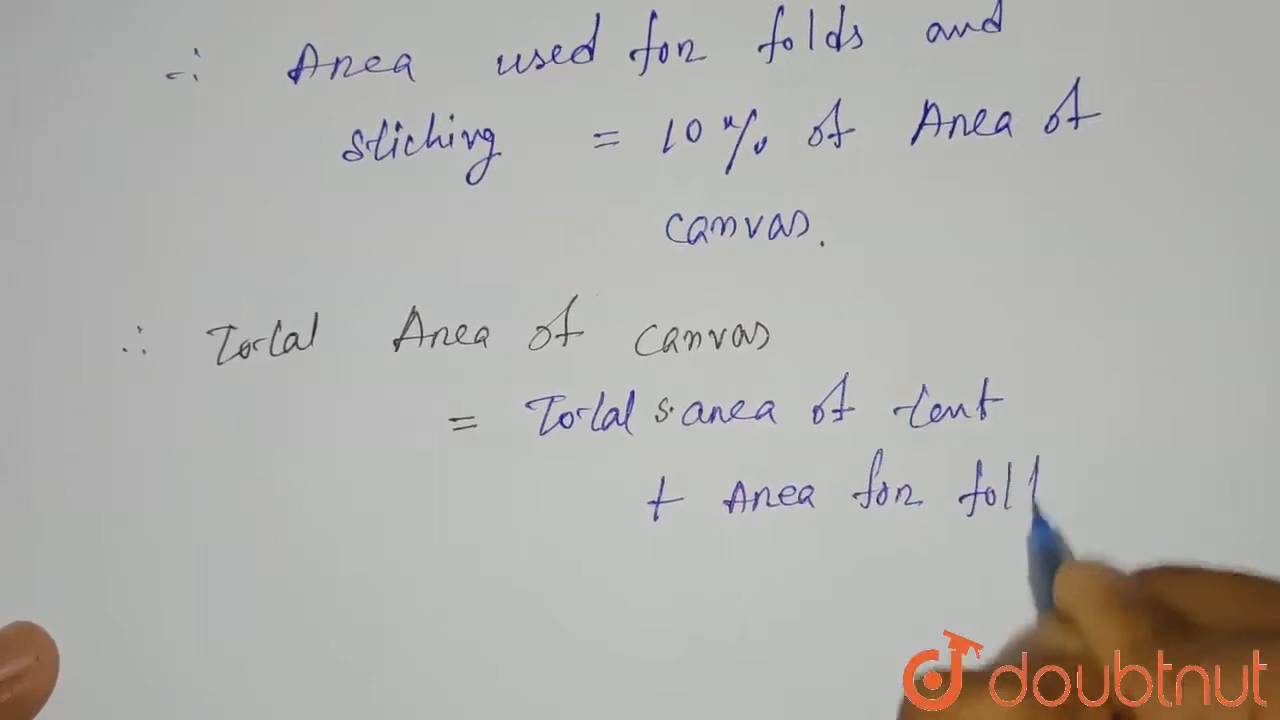 ∴ Area used for folds and
stiching = 10% of Area of
canvas.
∴ Total Area of canvas
= Total s. area of tent
+ Area for fol
doubtnut